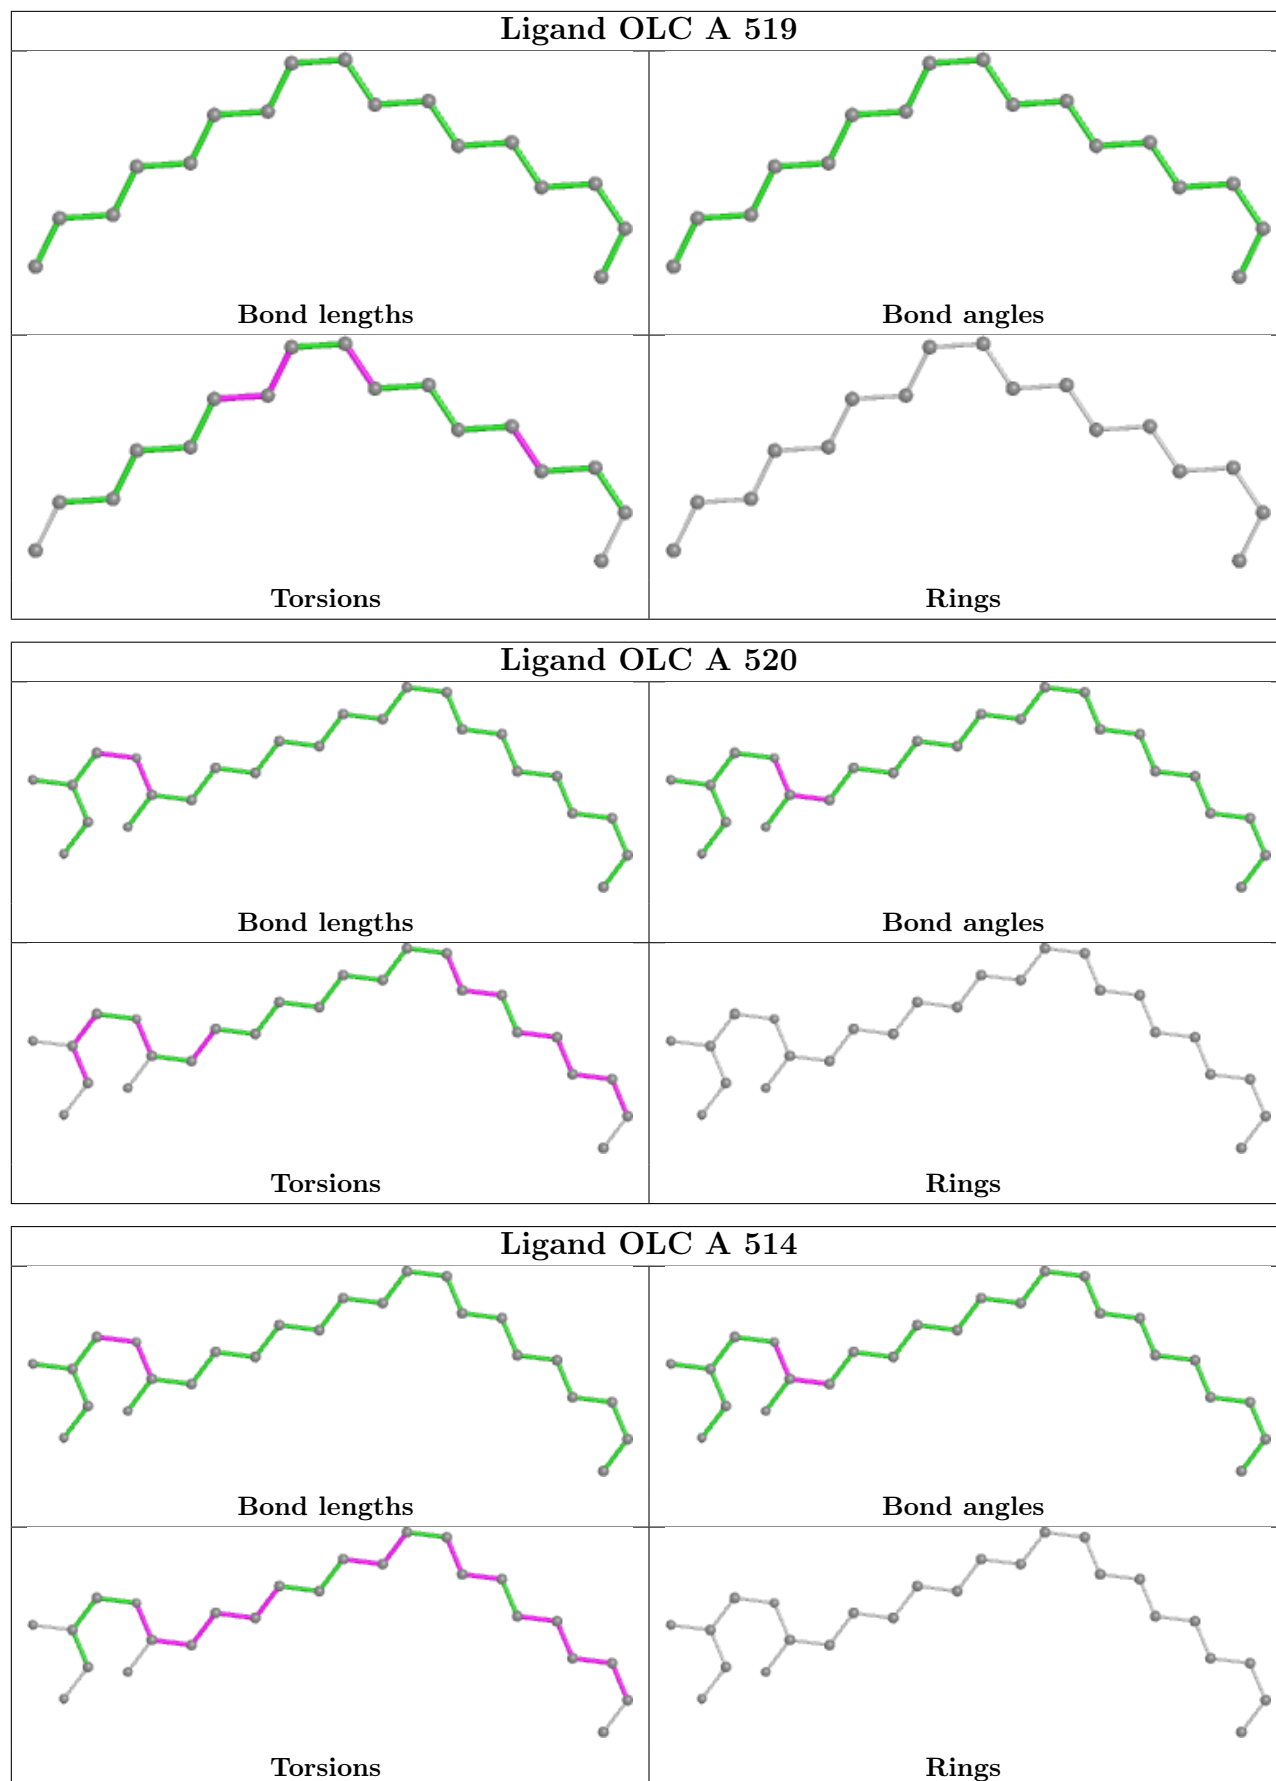 Ligand OLC A 519
Bond lengths
Bond angles
Torsions
Rings
Ligand OLC A 520
Bond lengths
Bond angles
Torsions
Rings
Ligand OLC A 514
Bond lengths
Bond angles
Torsions
Rings